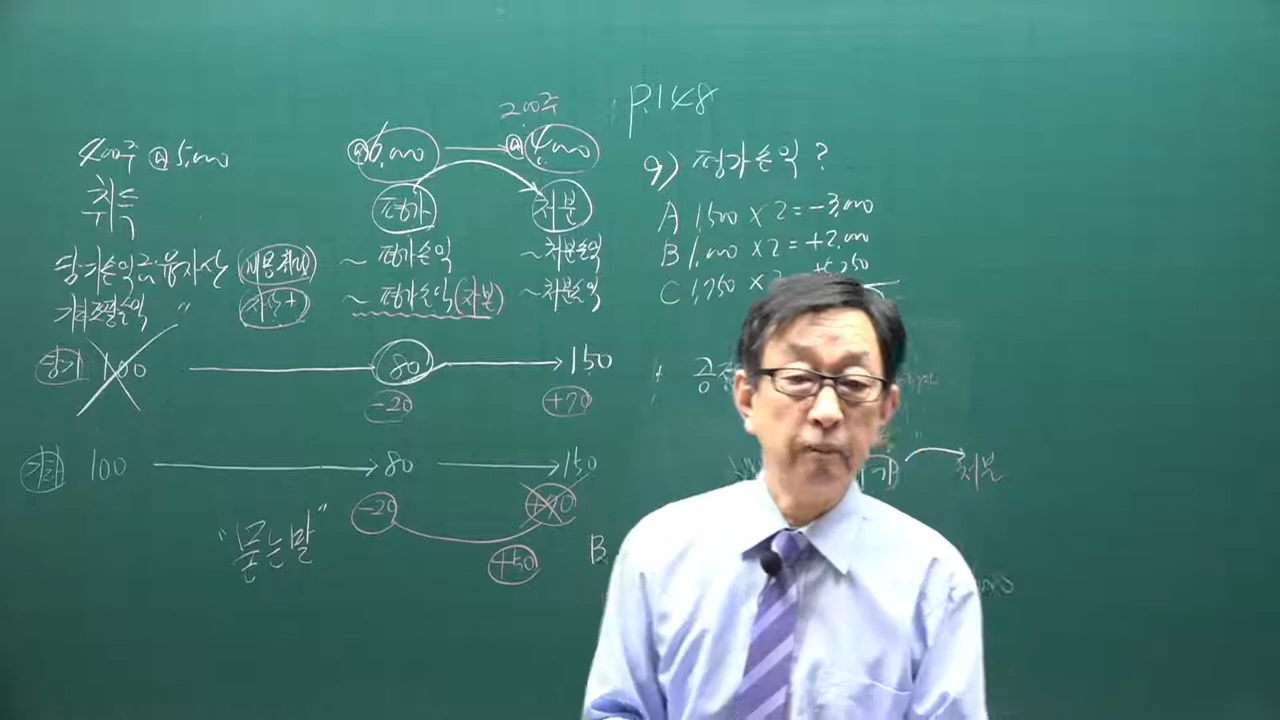 P.148
200주
400주 @5,000
@6,000 → @4,000
취득
평가 처분
9) 평가손익?
A 1,500 × 2 = -3,000
B 1,000 × 2 = +2,000
C 1,750 ×
당기손익 금융자산 ~ 평가손익 ~ 처분손익
기타포괄손익 〃 ~ 평가손익(자본) ~ 처분손익
당기 100 → 80 → 150
-20 +70
기타 100 → 80 → 150
-20 +70
+50
"묻는말"
B
처분